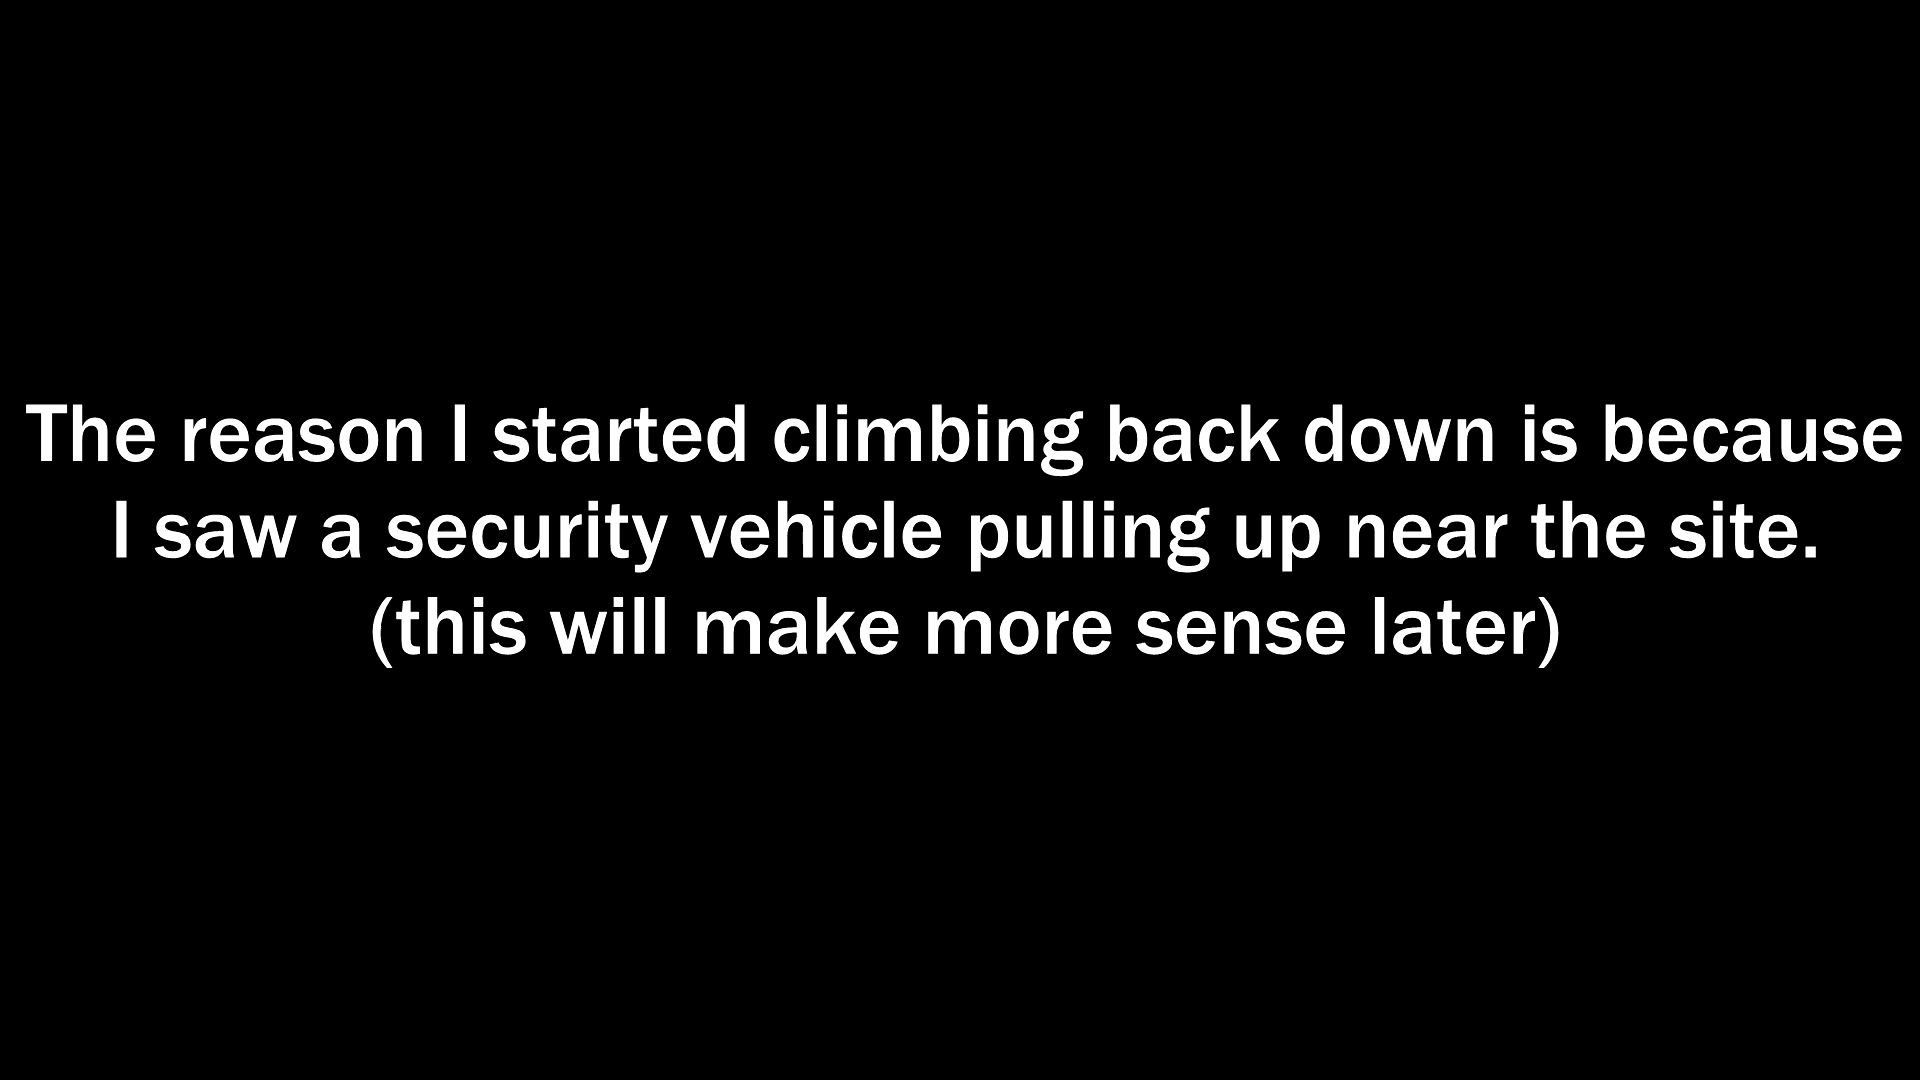 The reason I started climbing back down is because
I saw a security vehicle pulling up near the site.
(this will make more sense later)